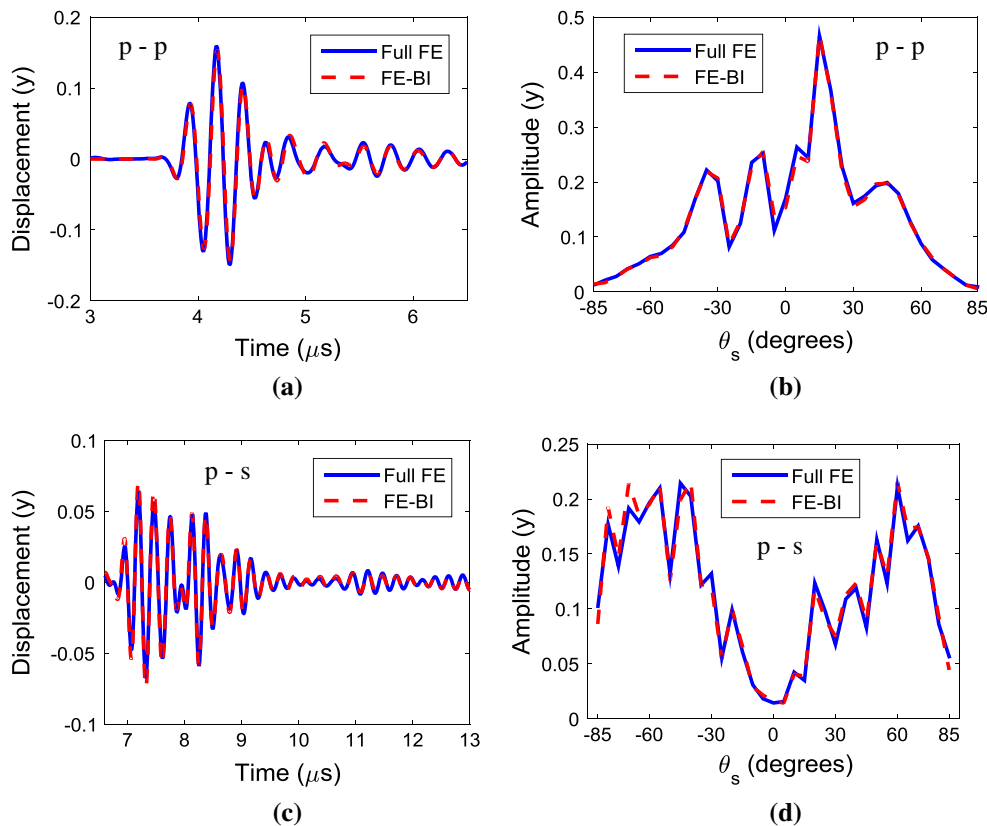 0.2
0.1
0
-0.1
-0.2
Displacement (y)
p - p
Full FE
FE-BI
3
4
5
6
Time (μs)
(a)
0.5
0.4
0.3
0.2
0.1
0
Amplitude (y)
Full FE
FE-BI
p - p
-85
-60
-30
0
30
60
85
θs (degrees)
(b)
0.1
0.05
0
-0.05
-0.1
Displacement (y)
p - s
Full FE
FE-BI
7
8
9
10
11
12
13
Time (μs)
(c)
0.25
0.2
0.15
0.1
0.05
0
Amplitude (y)
Full FE
FE-BI
p - s
-85
-60
-30
0
30
60
85
θs (degrees)
(d)